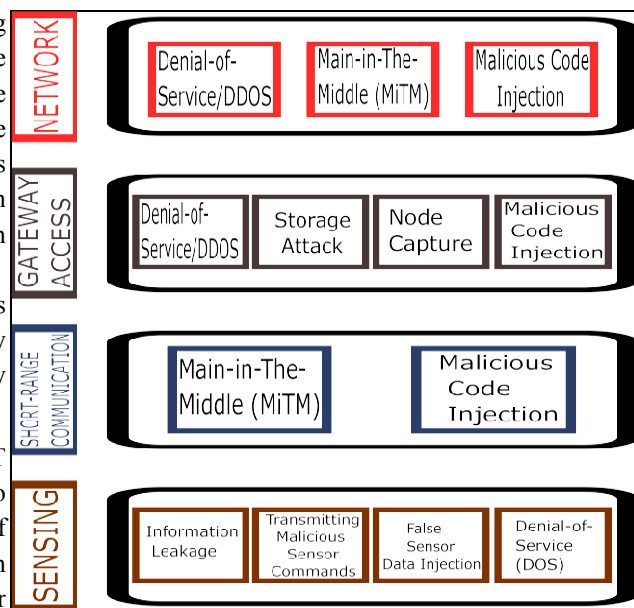 NETWORK
Denial-of-
Service/DDOS
Main-in-The-
Middle (MiTM)
Malicious Code
Injection
GATEWAY
ACCESS
Denial-of-
Service/DDOS
Storage
Attack
Node
Capture
Malicious
Code
Injection
SHORT-RANGE
COMMUNICATION
Main-in-The-
Middle (MiTM)
Malicious
Code
Injection
SENSING
Information
Leakage
Transmitting
Malicious
Sensor
Commands
False
Sensor
Data Injection
Denial-of-
Service
(DOS)